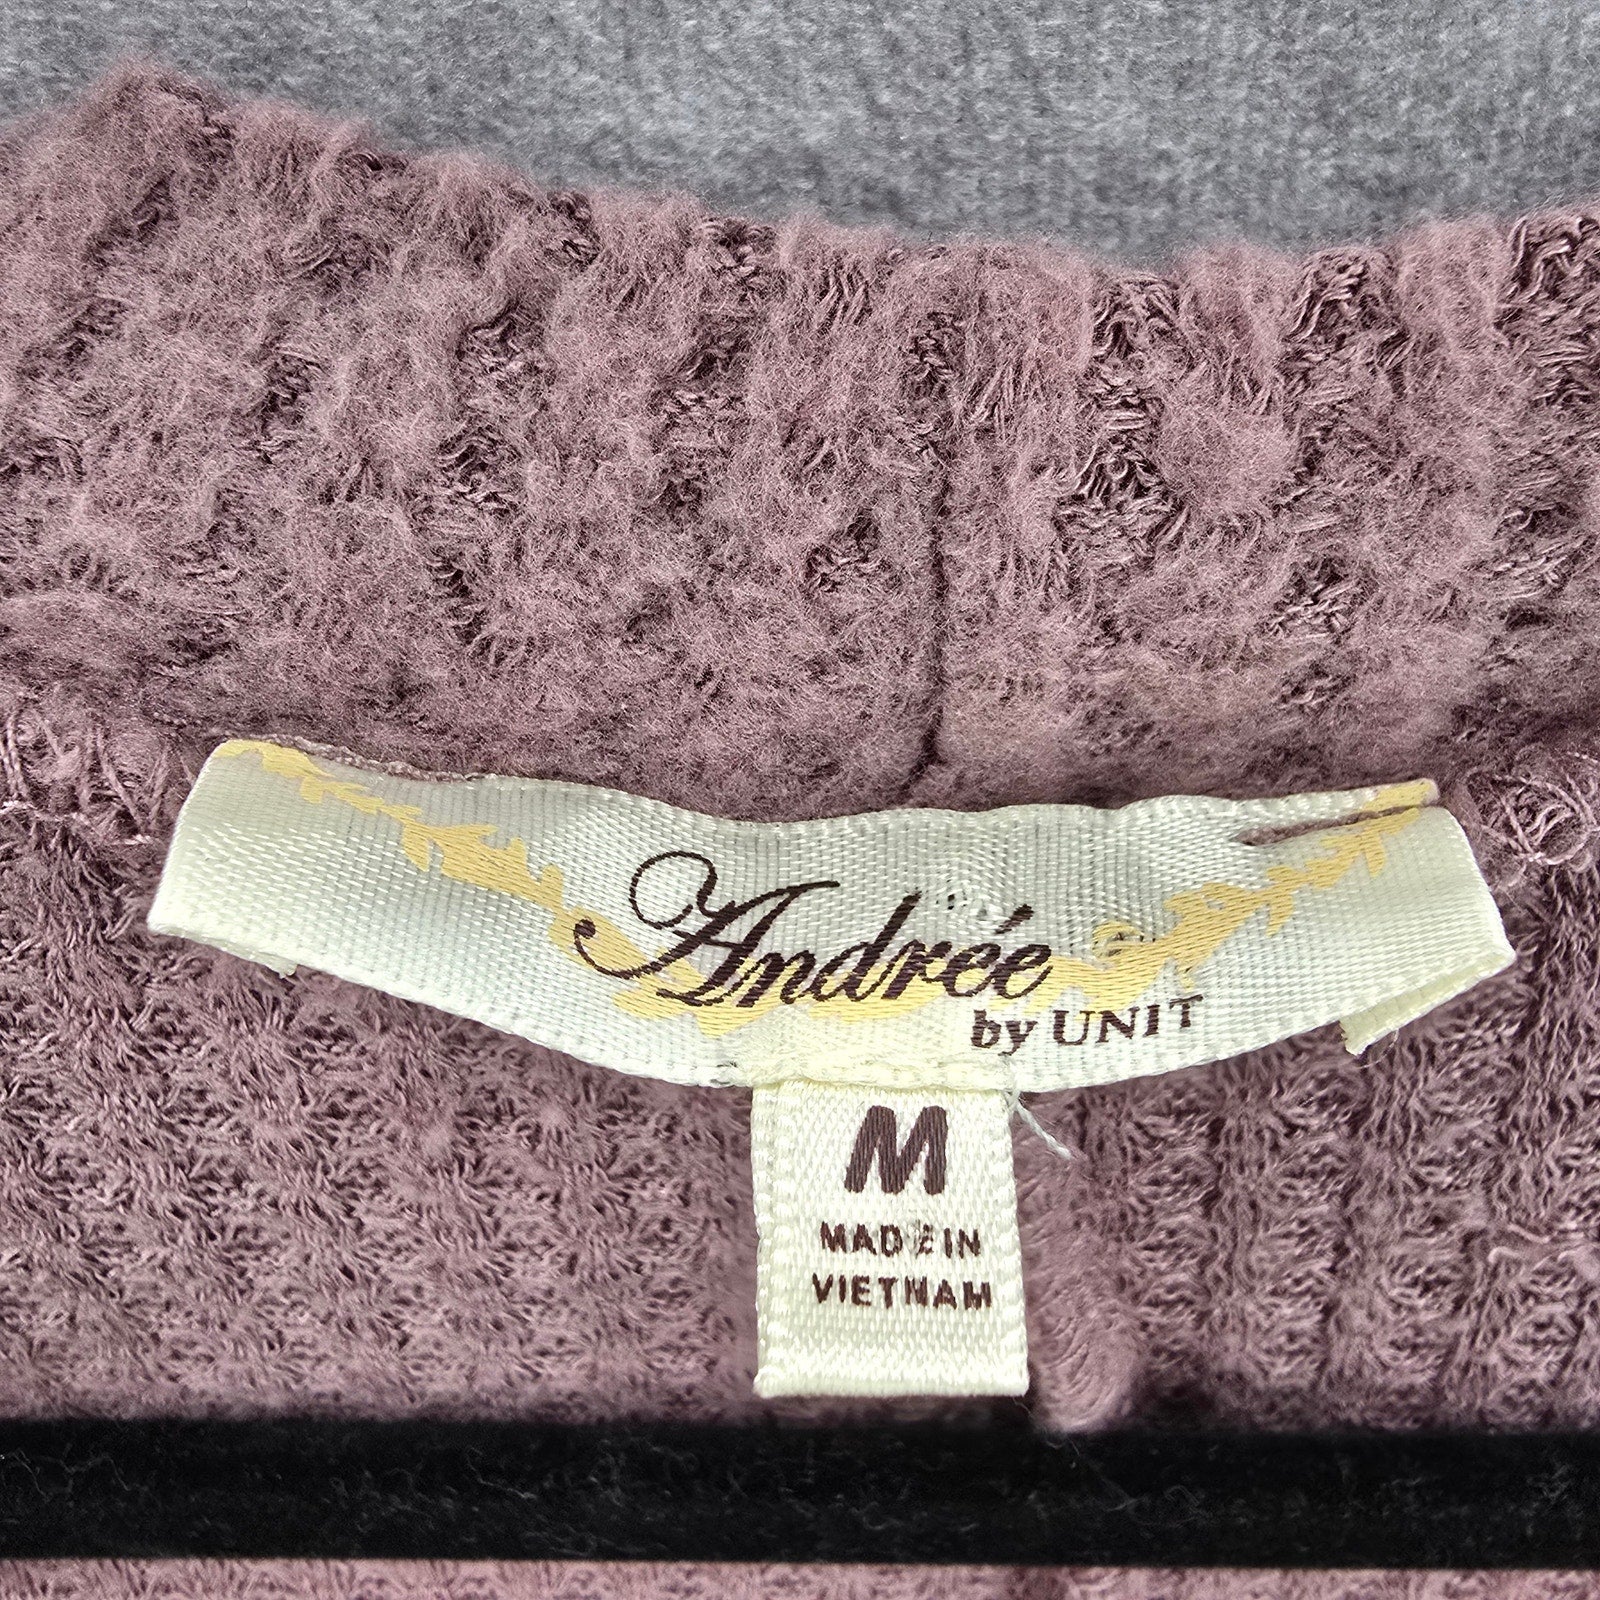 Andrée
by UNIT
M
MADE IN
VIETNAM